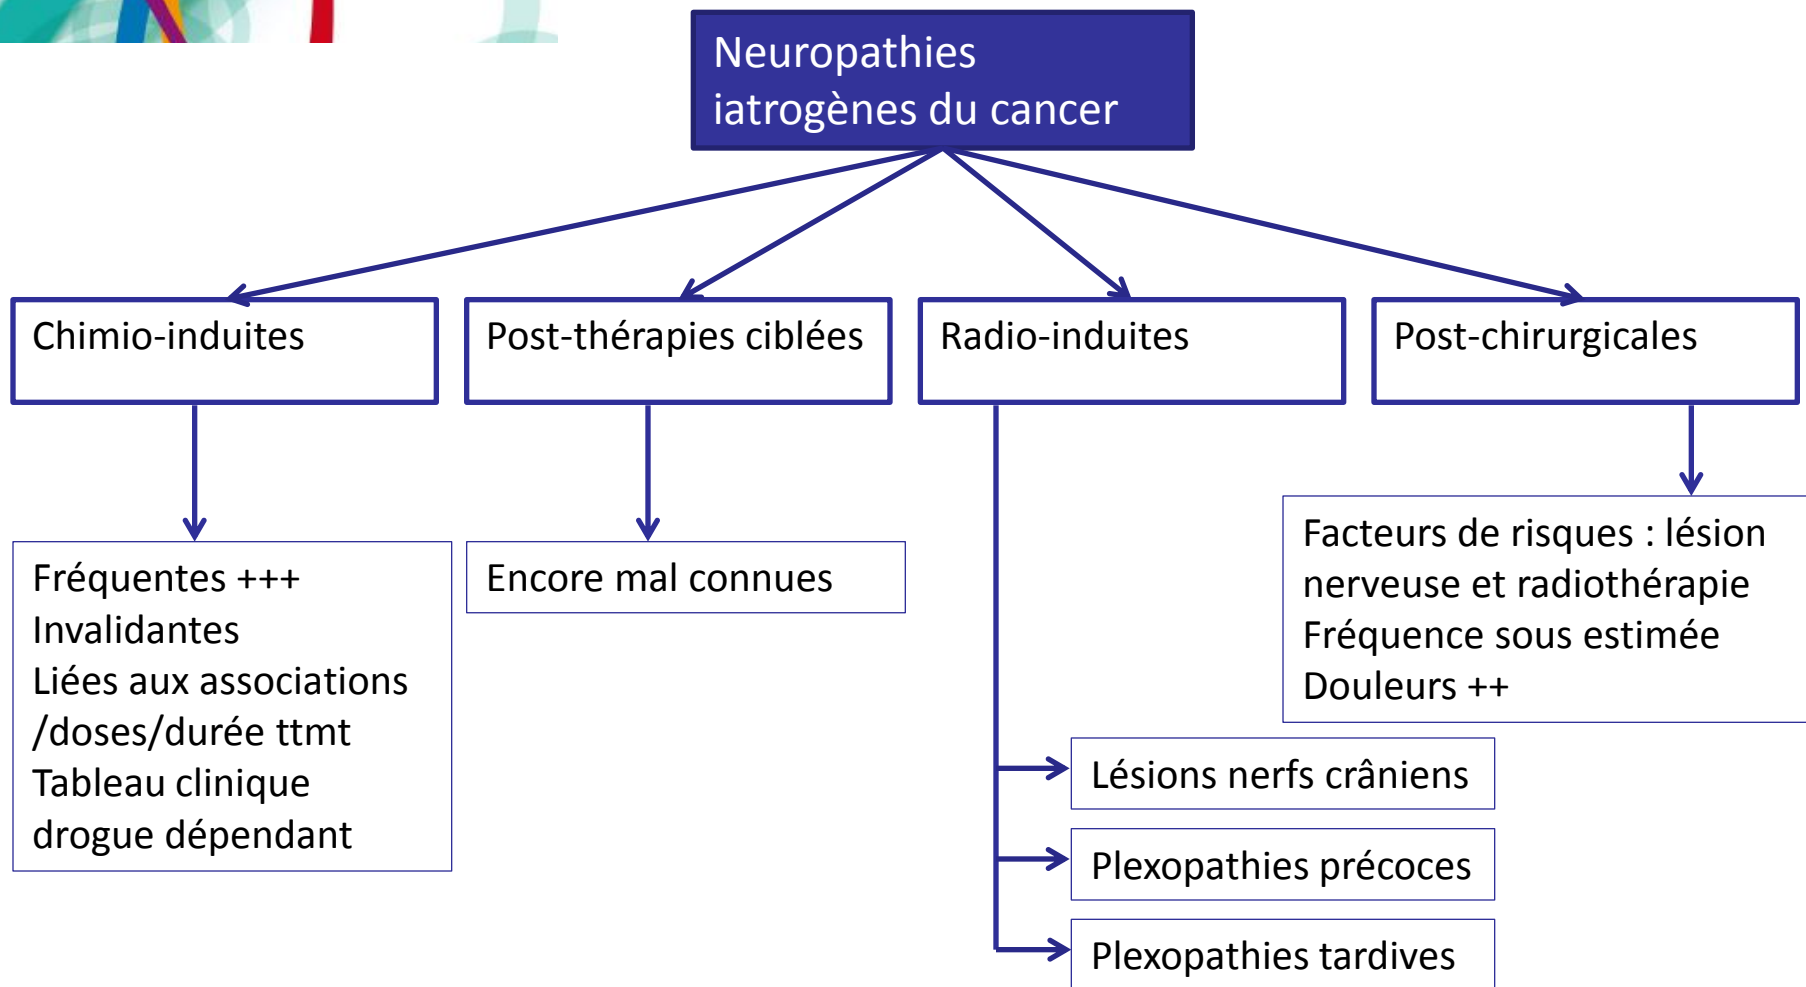 Neuropathies
iatrogènes du cancer
Chimio-induites
Post-thérapies ciblées
Radio-induites
Post-chirurgicales
Fréquentes +++
Invalidantes
Liées aux associations
/doses/durée ttmt
Tableau clinique
drogue dépendant
Encore mal connues
Lésions nerfs crâniens
Plexopathies précoces
Plexopathies tardives
Facteurs de risques : lésion
nerveuse et radiothérapie
Fréquence sous estimée
Douleurs ++